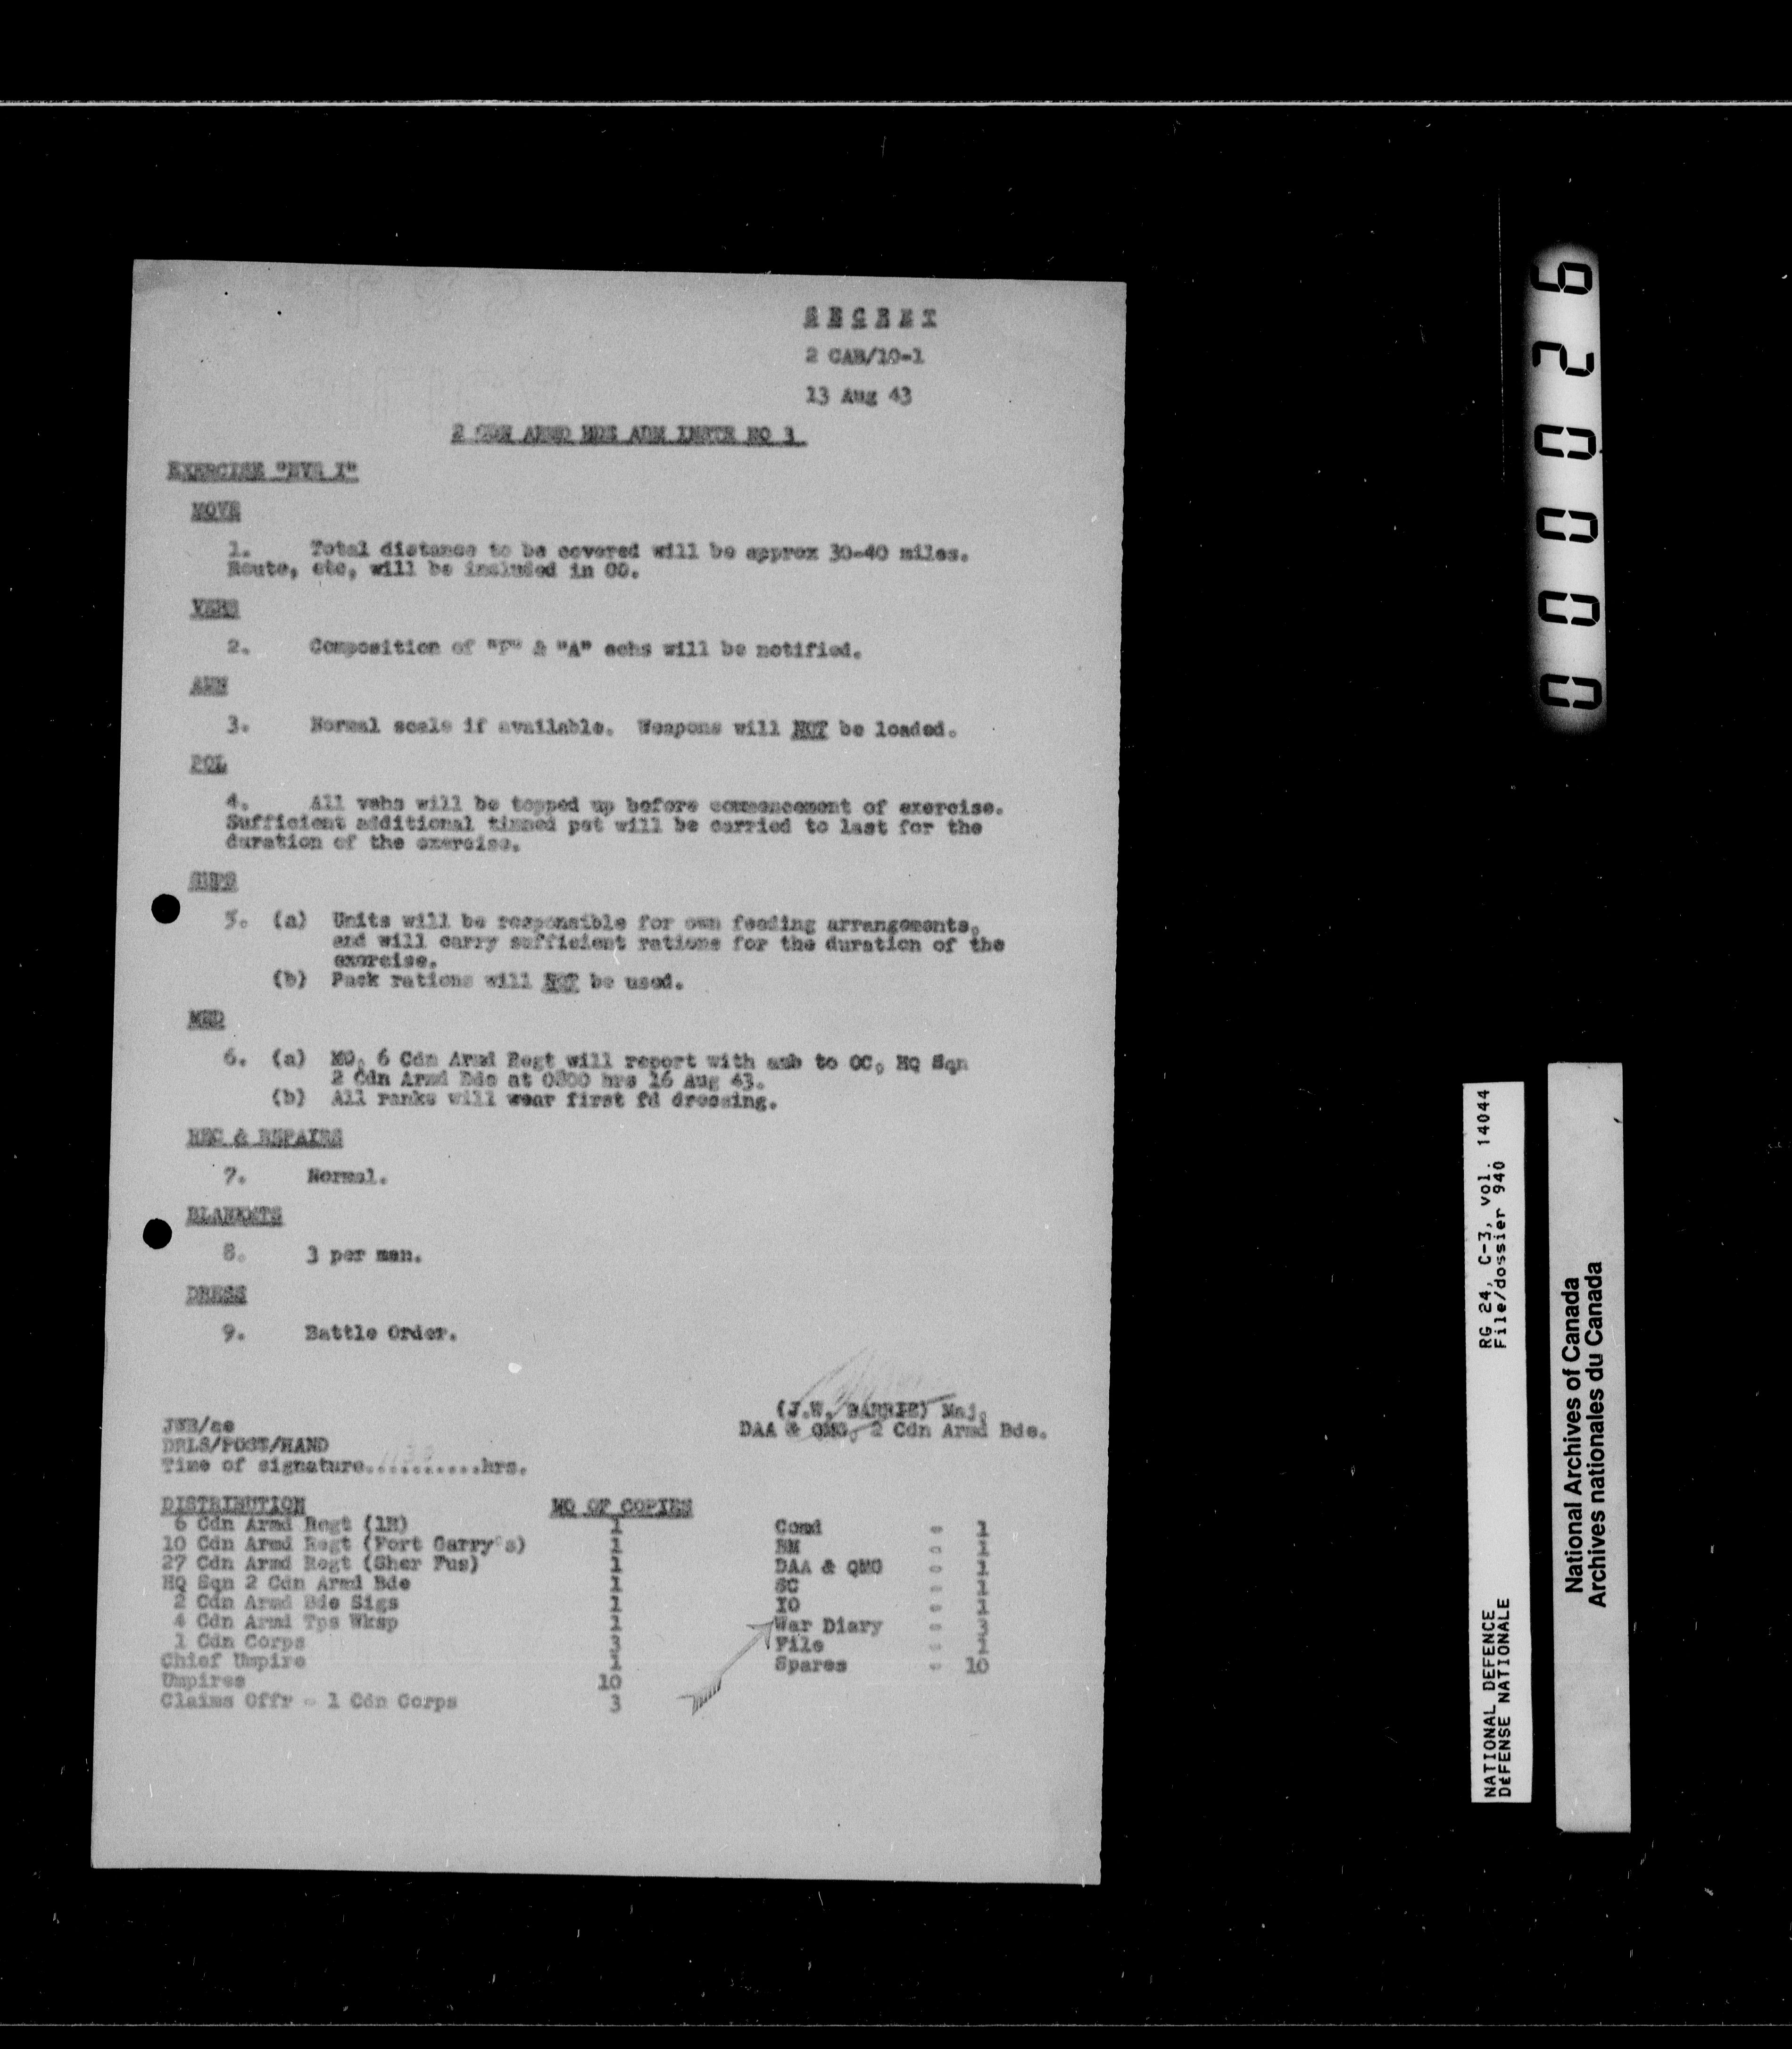 SECRET
2 CAB/10-1
13 Aug 43
2 CDN ARMD BDE ADM INSTR NO 3
EXERCISE "EVE I"
MOVE
1. Total distance to be covered will be approx 30-40 miles.
Route, etc, will be included in OO.
VEHS
2. Composition of "F" & "A" echs will be notified.
AMN
3. Normal scale if available. Weapons will NOT be loaded.
POL
4. All vehs will be topped up before commencement of exercise.
Sufficient additional tinned pet will be carried to last for the
duration of the exercise.
SUPS
5. (a) Units will be responsible for own feeding arrangements,
and will carry sufficient rations for the duration of the
exercise.
(b) Pack rations will NOT be used.
MED
6. (a) MO, 6 Cdn Armd Regt will report with amb to OC, HQ Sqn
2 Cdn Armd Bde at 0800 hrs 16 Aug 43.
(b) All ranks will wear first fd dressing.
REC & REPAIRS
7. Normal.
BLANKETS
8. 3 per man.
DRESS
9. Battle Order.
(J.W. BARRIE) Maj,
DAA & QMG, 2 Cdn Armd Bde.
JWB/ae
DRLS/POST/HAND
Time of signature...........hrs.
DISTRIBUTION NO OF COPIES
6 Cdn Armd Regt (1H) 1
10 Cdn Armd Regt (Fort Garry's) 1
27 Cdn Armd Regt (Sher Fus) 1
HQ Sqn 2 Cdn Armd Bde 1
2 Cdn Armd Bde Sigs 1
4 Cdn Armd Tps Wksp 1
1 Cdn Corps 3
Chief Umpire 1
Umpires 10
Claims Offr - 1 Cdn Corps 3
Comd - 1
BM - 1
DAA & QMG - 1
SC - 1
IO - 1
War Diary - 3
File - 1
Spares - 10
000026
RG 24, C-3, vol. 14044
File/dossier 940
NATIONAL DEFENCE
DÉFENSE NATIONALE
National Archives of Canada
Archives nationales du Canada